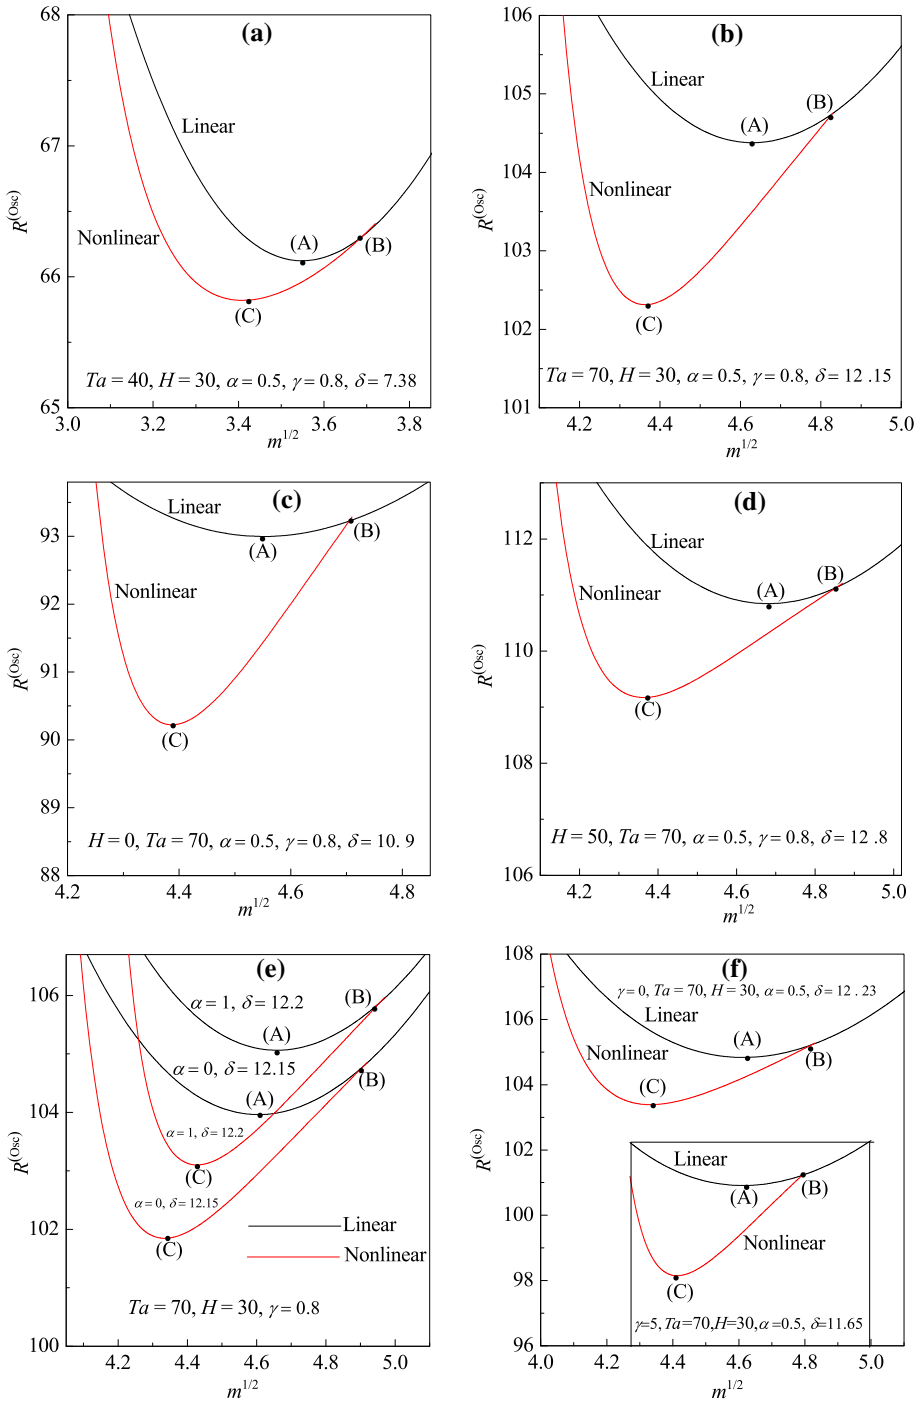 (a)
68
67
66
65
R(Osc)
Linear
Nonlinear
(A)
(B)
(C)
Ta = 40, H = 30, α = 0.5, γ = 0.8, δ = 7.38
3.0 3.2 3.4 3.6 3.8
m1/2
(b)
106
105
104
103
102
101
R(Osc)
Linear
Nonlinear
(A)
(B)
(C)
Ta = 70, H = 30, α = 0.5, γ = 0.8, δ = 12 .15
4.2 4.4 4.6 4.8 5.0
m1/2
(c)
93
92
91
90
89
88
R(Osc)
Linear
Nonlinear
(A)
(B)
(C)
H = 0, Ta = 70, α = 0.5, γ = 0.8, δ = 10. 9
4.2 4.4 4.6 4.8
m1/2
(d)
112
110
108
106
R(Osc)
Linear
Nonlinear
(A)
(B)
(C)
H = 50, Ta = 70, α = 0.5, γ = 0.8, δ = 12 .8
4.2 4.4 4.6 4.8 5.0
m1/2
(e)
106
104
102
100
R(Osc)
α = 1, δ = 12.2
(A)
(B)
α = 0, δ = 12.15
(A)
(B)
α = 1, δ = 12.2
(C)
α = 0, δ = 12.15
(C)
Linear
Nonlinear
Ta = 70, H = 30, γ = 0.8
4.2 4.4 4.6 4.8 5.0
m1/2
(f)
108
106
104
102
100
98
96
R(Osc)
γ = 0, Ta = 70, H = 30, α = 0.5, δ = 12 . 23
Linear
Nonlinear
(A)
(B)
(C)
Linear
(A)
(B)
Nonlinear
(C)
γ=5, Ta=70, H=30, α=0.5, δ=11.65
4.0 4.2 4.4 4.6 4.8 5.0
m1/2